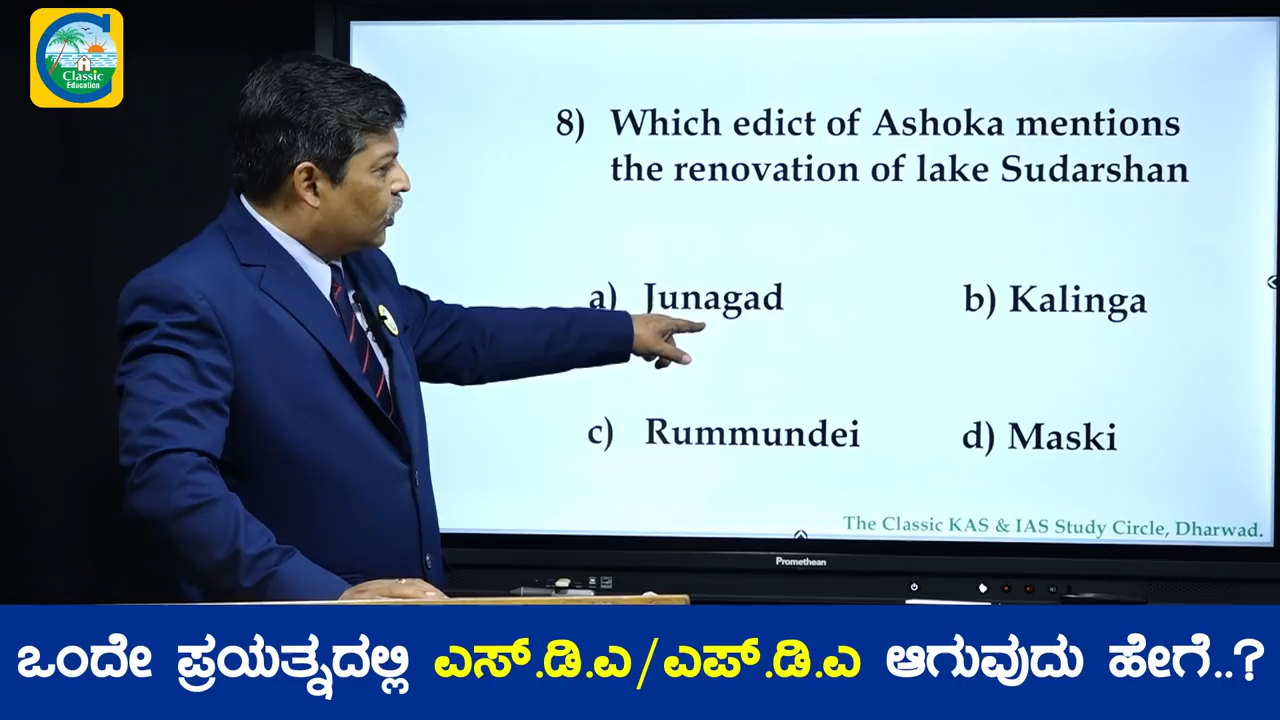 Classic
Education
8) Which edict of Ashoka mentions
the renovation of lake Sudarshan
a) Junagad
b) Kalinga
c) Rummundei
d) Maski
The Classic KAS & IAS Study Circle, Dharwad.
Promethean
ಒಂದೇ ಪ್ರಯತ್ನದಲ್ಲಿ ಎಸ್.ಡಿ.ಎ/ಎಫ್.ಡಿ.ಎ ಆಗುವುದು ಹೇಗೆ..?